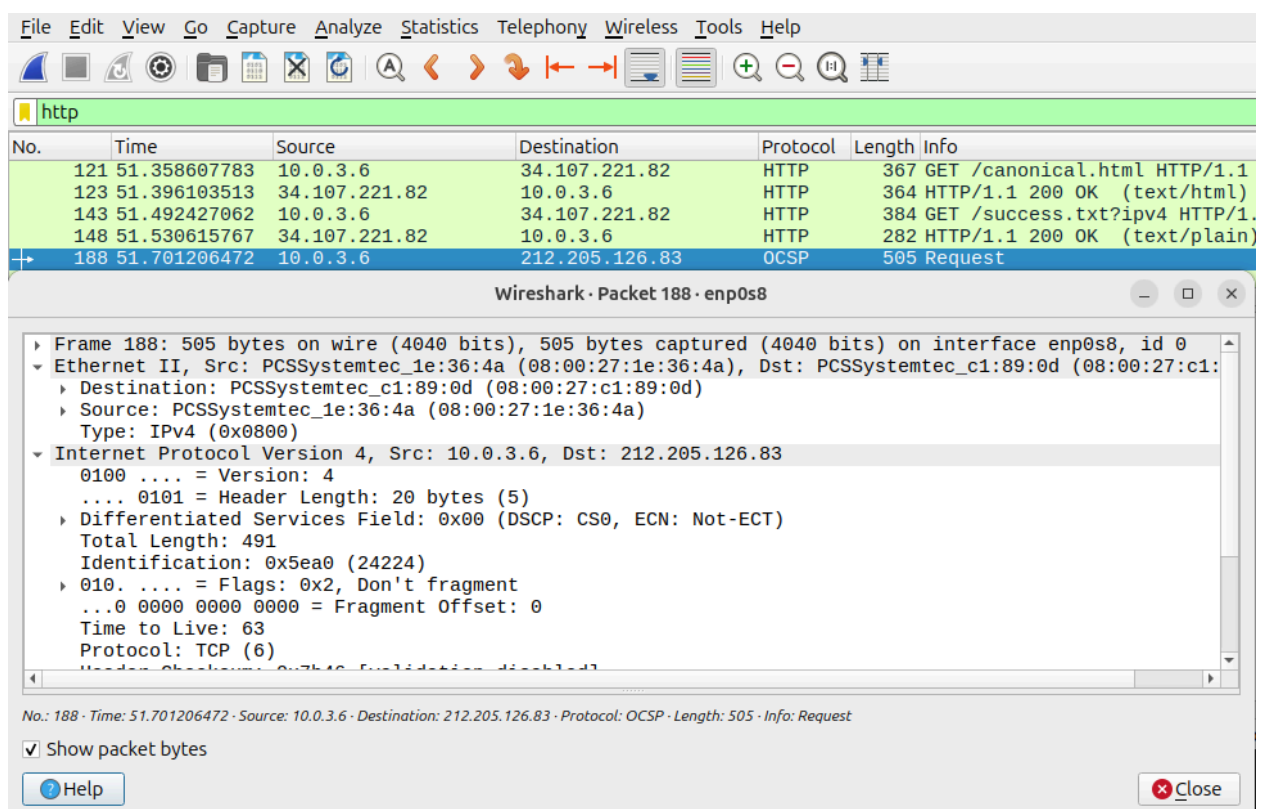 File Edit View Go Capture Analyze Statistics Telephony Wireless Tools Help
http
No. Time Source Destination Protocol Length Info
121 51.358607783 10.0.3.6 34.107.221.82 HTTP 367 GET /canonical.html HTTP/1.1
123 51.396103513 34.107.221.82 10.0.3.6 HTTP 364 HTTP/1.1 200 OK (text/html)
143 51.492427062 10.0.3.6 34.107.221.82 HTTP 384 GET /success.txt?ipv4 HTTP/1.
148 51.530615767 34.107.221.82 10.0.3.6 HTTP 282 HTTP/1.1 200 OK (text/plain)
188 51.701206472 10.0.3.6 212.205.126.83 OCSP 505 Request
Wireshark · Packet 188 · enp0s8
Frame 188: 505 bytes on wire (4040 bits), 505 bytes captured (4040 bits) on interface enp0s8, id 0
Ethernet II, Src: PCSSystemtec_1e:36:4a (08:00:27:1e:36:4a), Dst: PCSSystemtec_c1:89:0d (08:00:27:c1:
Destination: PCSSystemtec_c1:89:0d (08:00:27:c1:89:0d)
Source: PCSSystemtec_1e:36:4a (08:00:27:1e:36:4a)
Type: IPv4 (0x0800)
Internet Protocol Version 4, Src: 10.0.3.6, Dst: 212.205.126.83
0100 .... = Version: 4
.... 0101 = Header Length: 20 bytes (5)
Differentiated Services Field: 0x00 (DSCP: CS0, ECN: Not-ECT)
Total Length: 491
Identification: 0x5ea0 (24224)
010. .... = Flags: 0x2, Don't fragment
...0 0000 0000 0000 = Fragment Offset: 0
Time to Live: 63
Protocol: TCP (6)
No.: 188 · Time: 51.701206472 · Source: 10.0.3.6 · Destination: 212.205.126.83 · Protocol: OCSP · Length: 505 · Info: Request
Show packet bytes
Help
Close